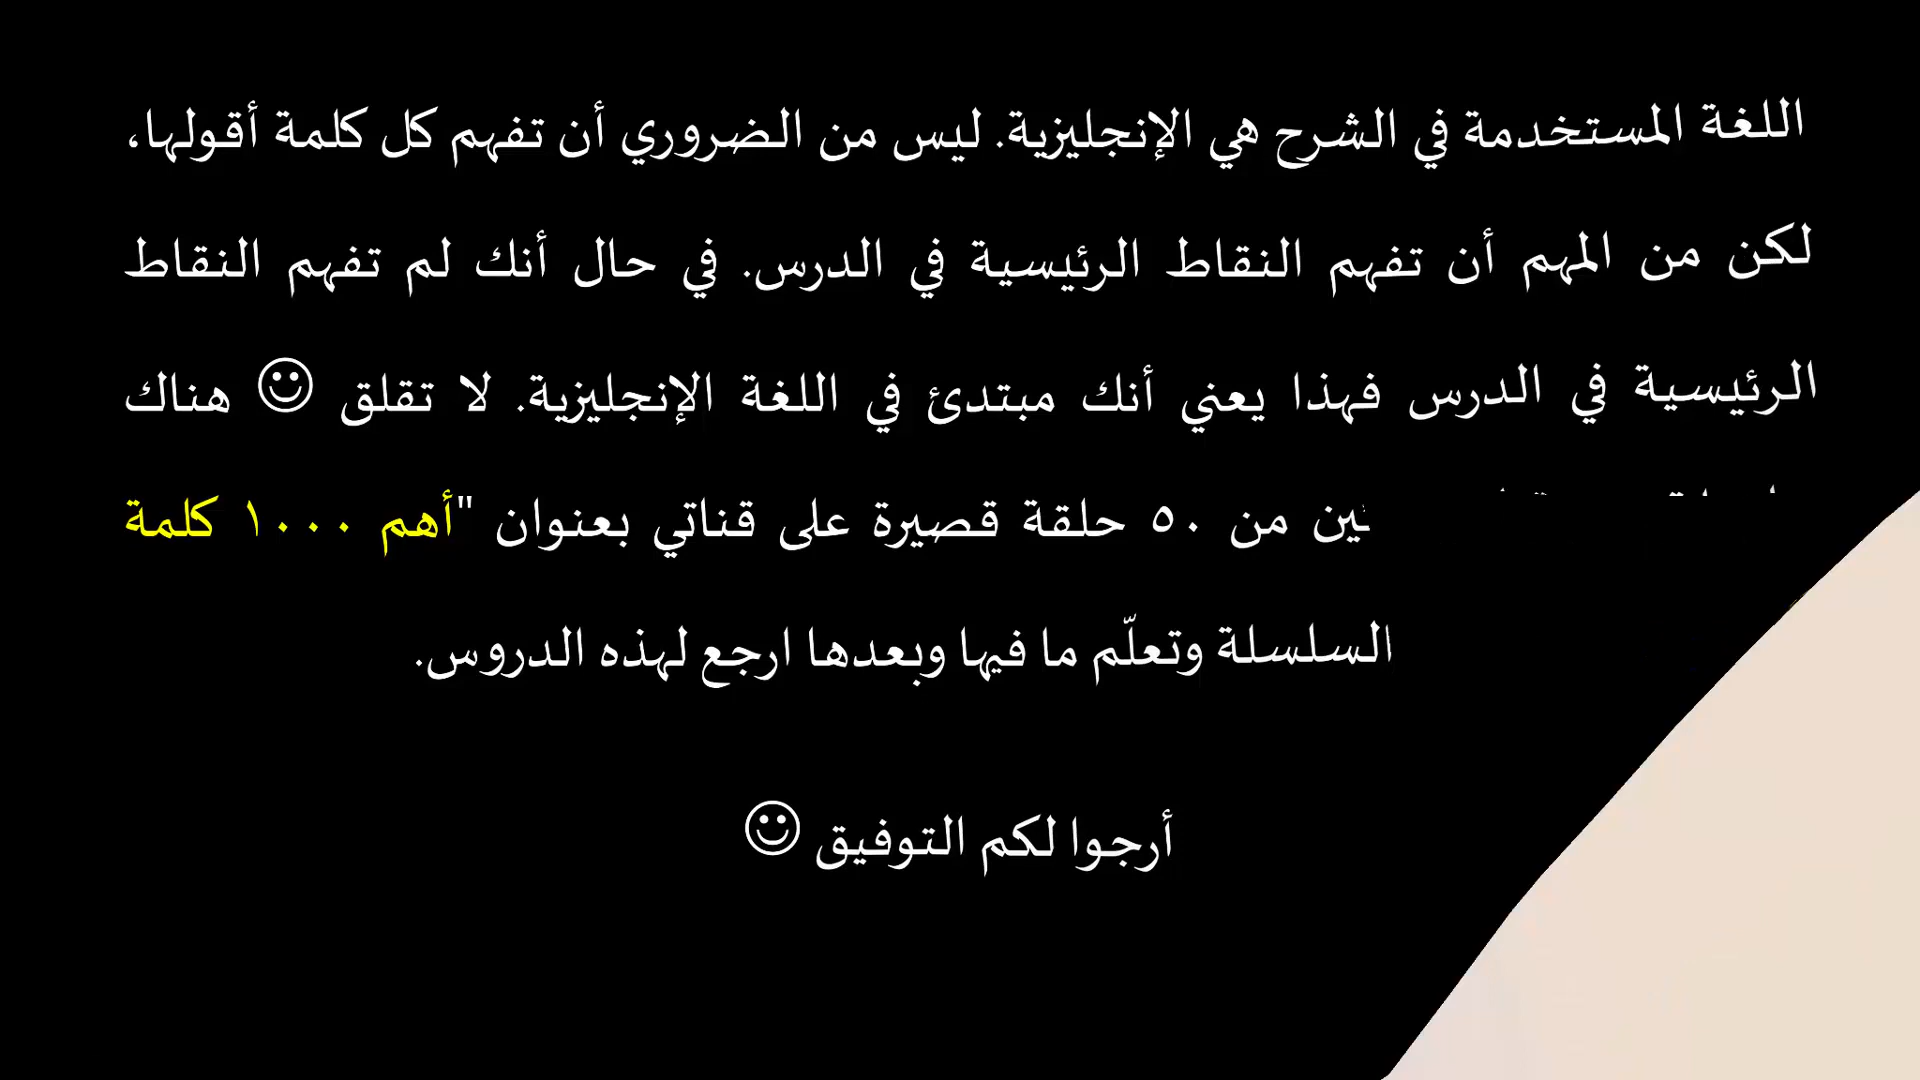 اللغة المستخدمة في الشرح هي الإنجليزية. ليس من الضروري أن تفهم كل كلمة أقولها،
لكن من المهم أن تفهم النقاط الرئيسية في الدرس. في حال أنك لم تفهم النقاط
الرئيسية في الدرس فهذا يعني أنك مبتدئ في اللغة الإنجليزية. لا تقلق ☺ هناك
من ٥٠ حلقة قصيرة على قناتي بعنوان "أهم ١٠٠٠ كلمة
السلسلة وتعلّم ما فيها وبعدها ارجع لهذه الدروس.
أرجوا لكم التوفيق ☺